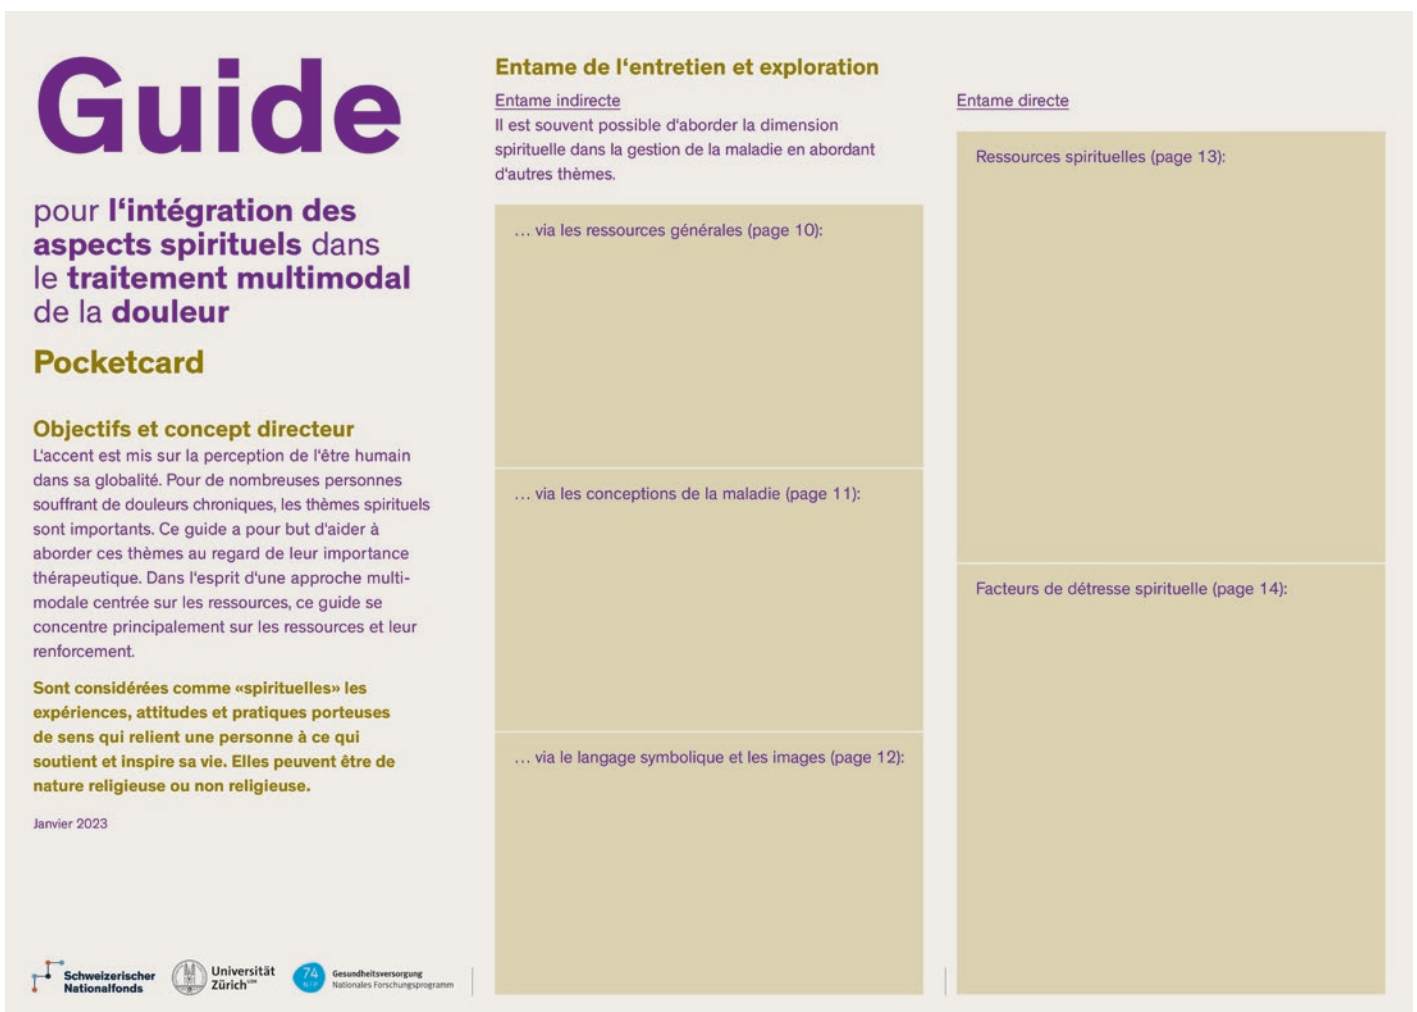 Guide
pour l‘intégration des
aspects spirituels dans
le traitement multimodal
de la douleur
Pocketcard
Objectifs et concept directeur
L‘accent est mis sur la perception de l‘être humain
dans sa globalité. Pour de nombreuses personnes
souffrant de douleurs chroniques, les thèmes spirituels
sont importants. Ce guide a pour but d‘aider à
aborder ces thèmes au regard de leur importance
thérapeutique. Dans l‘esprit d‘une approche multi-
modale centrée sur les ressources, ce guide se
concentre principalement sur les ressources et leur
renforcement.
Sont considérées comme «spirituelles» les
expériences, attitudes et pratiques porteuses
de sens qui relient une personne à ce qui
soutient et inspire sa vie. Elles peuvent être de
nature religieuse ou non religieuse.
Janvier 2023
Schweizerischer
Nationalfonds
Universität
Zürich UZH
74
NFP
Gesundheitsversorgung
Nationales Forschungsprogramm
Entame de l‘entretien et exploration
Entame indirecte
Il est souvent possible d‘aborder la dimension
spirituelle dans la gestion de la maladie en abordant
d‘autres thèmes.
… via les ressources générales (page 10):
… via les conceptions de la maladie (page 11):
… via le langage symbolique et les images (page 12):
Entame directe
Ressources spirituelles (page 13):
Facteurs de détresse spirituelle (page 14):